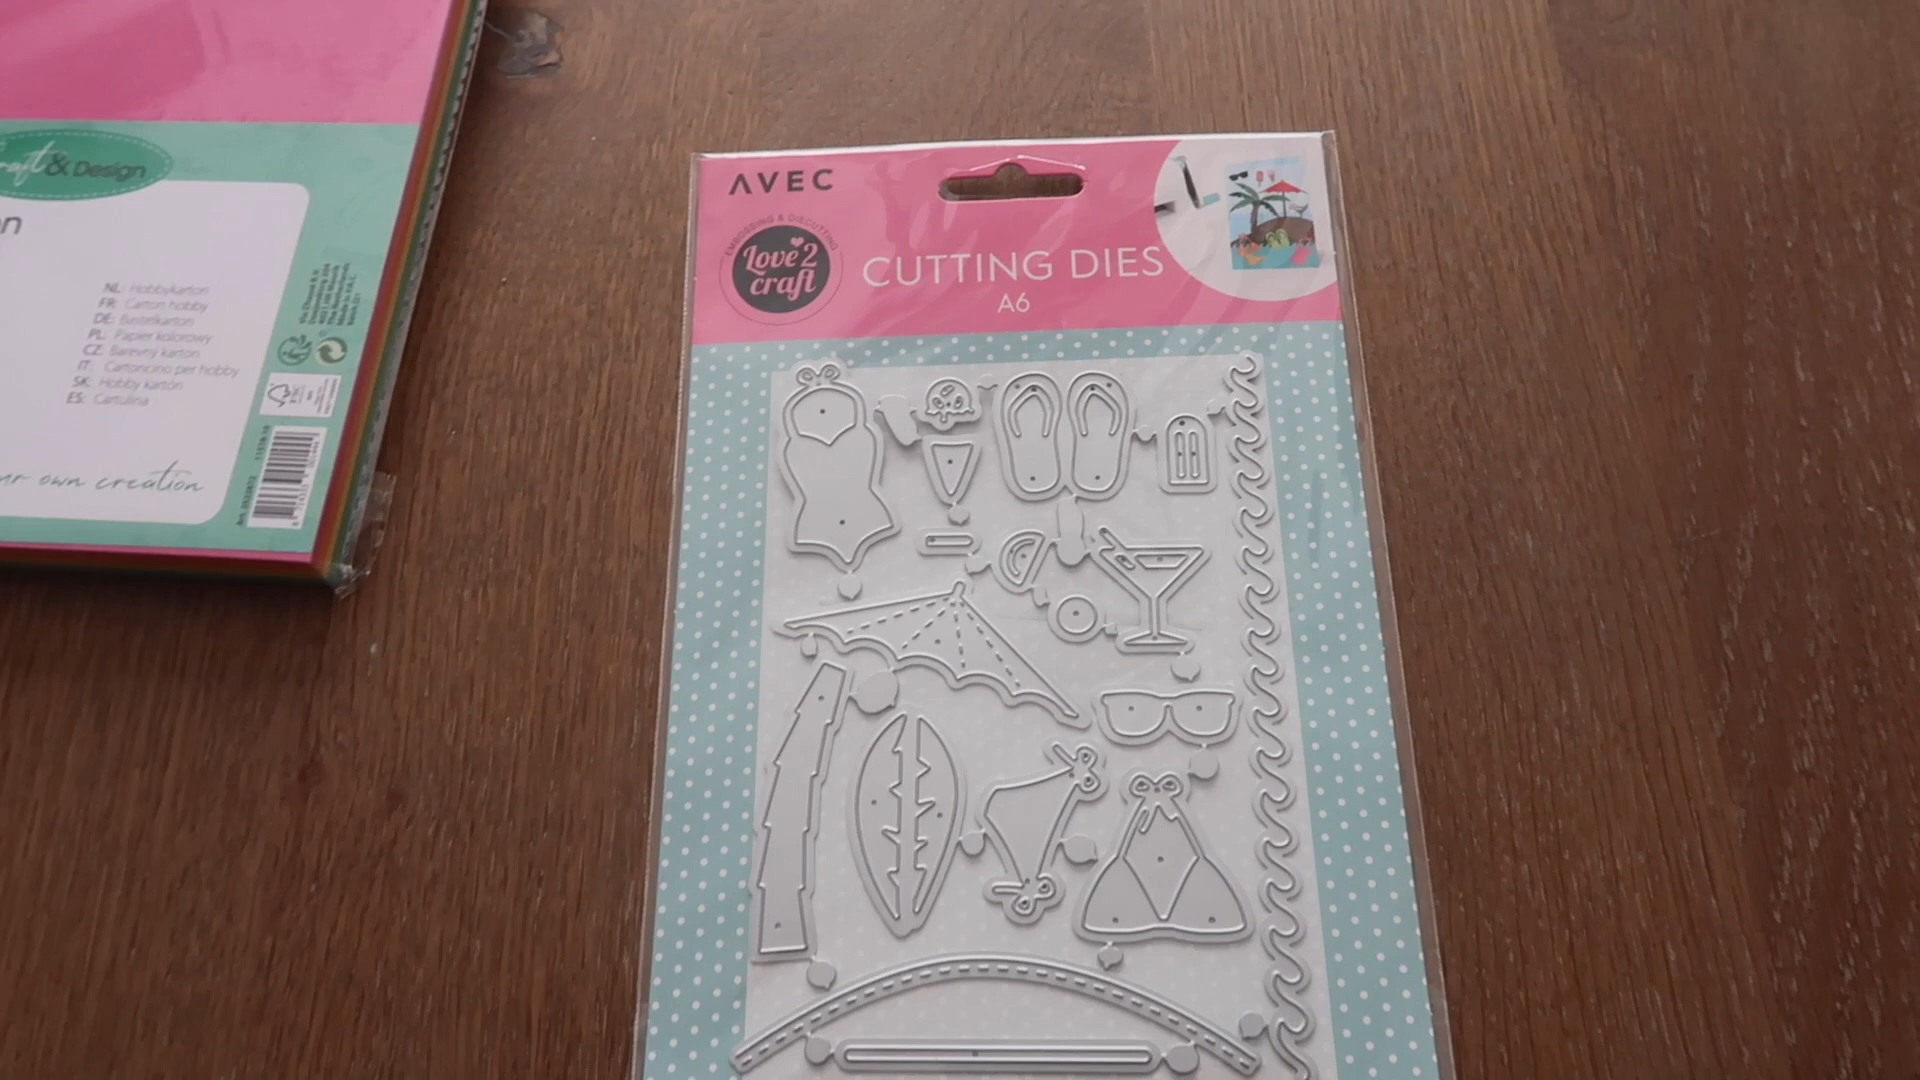 & Design
NL: Hobbykarton
FR: Carton hobby
DE: Bastelkarton
PL: Papier kolorowy
CZ: Barevný kartón
IT: Cartoncino per hobby
SK: Hobby kartón
ES: Cartulina
own creation
AVEC
EMBOSSING & DIECUTTING
Love 2
craft
CUTTING DIES
A6